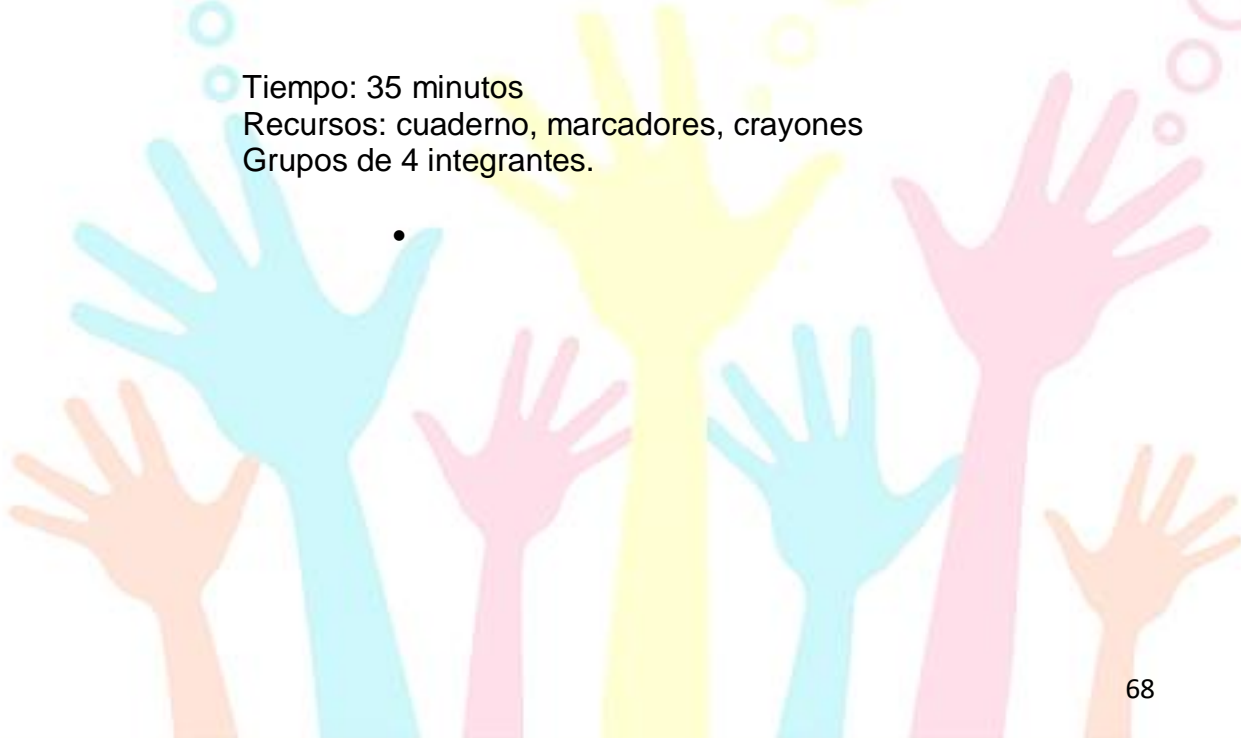 Tiempo: 35 minutos
Recursos: cuaderno, marcadores, crayones
Grupos de 4 integrantes.
•
68